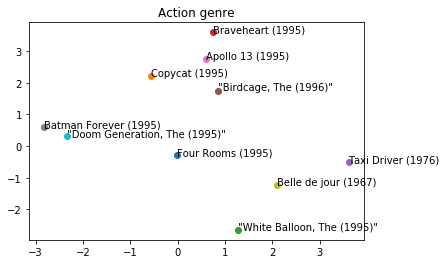 Action genre
Braveheart (1995)
Apollo 13 (1995)
Copycat (1995)
"Birdcage, The (1996)"
Batman Forever (1995)
"Doom Generation, The (1995)"
Four Rooms (1995)
Taxi Driver (1976)
Belle de jour (1967)
"White Balloon, The (1995)"
3
2
1
0
−1
−2
−3 −2 −1 0 1 2 3